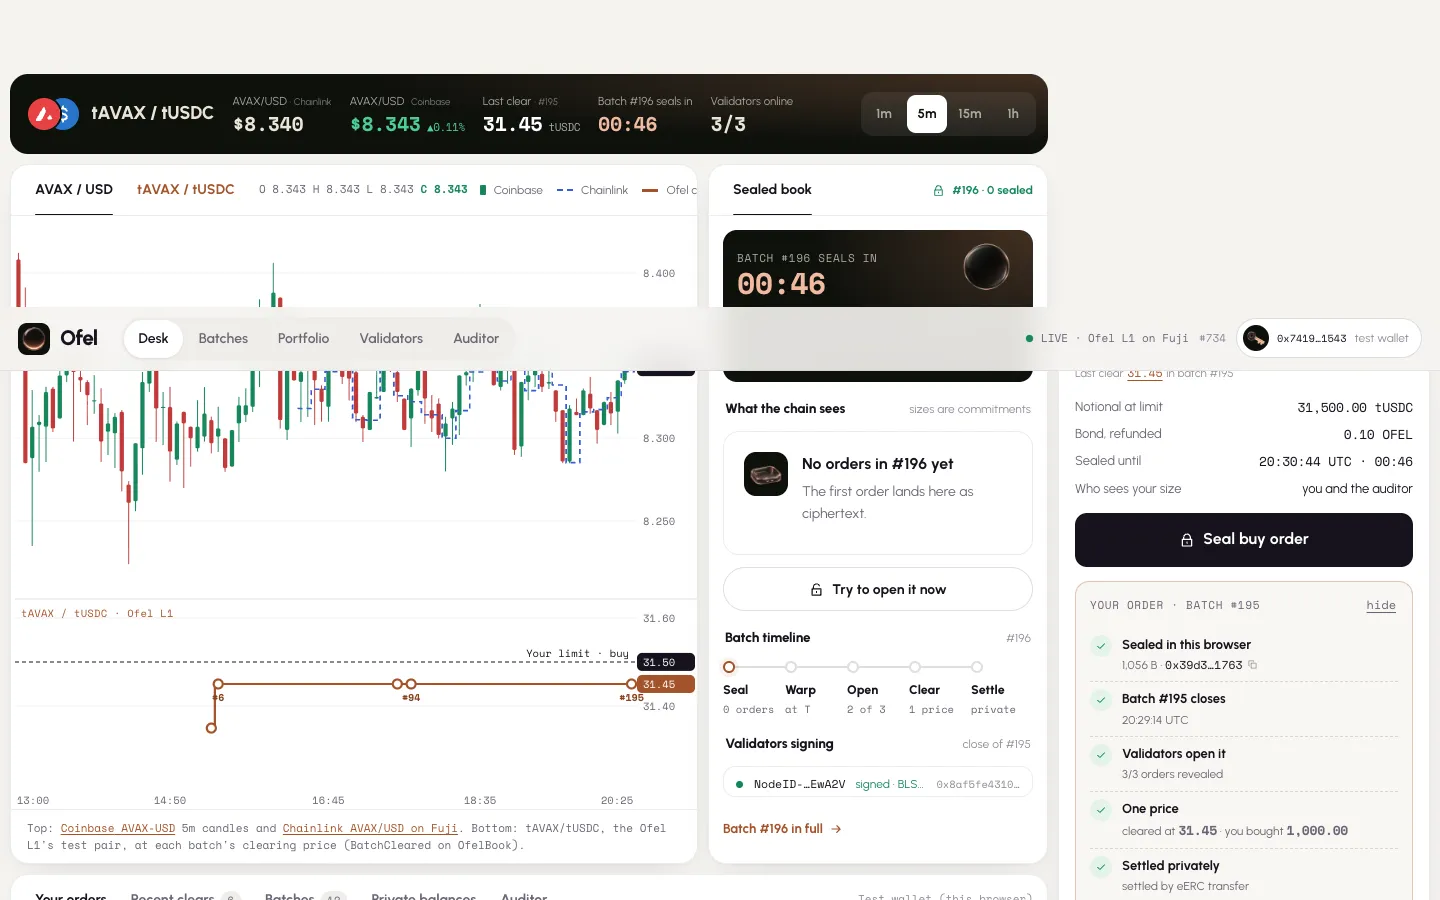 tAVAX / tUSDC
AVAX/USD · Chainlink
$8.340
AVAX/USD Coinbase
$8.343 ▲0.11%
Last clear · #195
31.45 tUSDC
Batch #196 seals in
00:46
Validators online
3/3
1m 5m 15m 1h
AVAX / USD tAVAX / tUSDC O 8.343 H 8.343 L 8.343 C 8.343 Coinbase Chainlink Ofel c
8.400
Sealed book #196 · 0 sealed
BATCH #196 SEALS IN
00:46
Ofel Desk Batches Portfolio Validators Auditor
LIVE · Ofel L1 on Fuji #734 0x7419…1543 test wallet
8.300
8.250
tAVAX / tUSDC · Ofel L1
31.60
Your limit · buy 31.50
31.45
#6 #94 #195
31.40
13:00 14:50 16:45 18:35 20:25
Top: Coinbase AVAX-USD 5m candles and Chainlink AVAX/USD on Fuji. Bottom: tAVAX/tUSDC, the Ofel
L1's test pair, at each batch's clearing price (BatchCleared on OfelBook).
What the chain sees sizes are commitments
No orders in #196 yet
The first order lands here as
ciphertext.
Try to open it now
Batch timeline #196
Seal Warp Open Clear Settle
0 orders at T 2 of 3 1 price private
Validators signing close of #195
NodeID-…EwA2V signed · BLS… 0x8af5fe4310…
Batch #196 in full →
Last clear 31.45 in batch #195
Notional at limit 31,500.00 tUSDC
Bond, refunded 0.10 OFEL
Sealed until 20:30:44 UTC · 00:46
Who sees your size you and the auditor
Seal buy order
YOUR ORDER · BATCH #195 hide
Sealed in this browser
1,056 B · 0x39d3…1763
Batch #195 closes
20:29:14 UTC
Validators open it
3/3 orders revealed
One price
cleared at 31.45 · you bought 1,000.00
Settled privately
settled by eERC transfer
Your orders Recent clears 6 Batches 12 Private balances Auditor Test wallet (this browser)